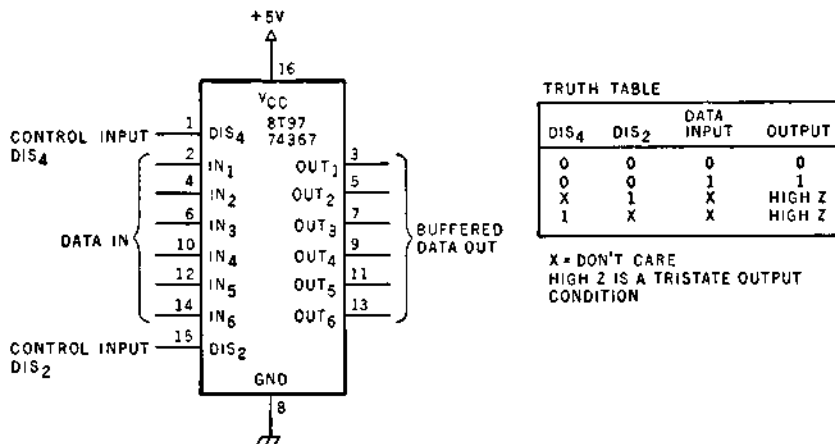 +5V
16
VCC
8T97
74367
CONTROL INPUT
DIS4
1
DIS4
DATA IN
2
IN1
4
IN2
6
IN3
10
IN4
12
IN5
14
IN6
CONTROL INPUT
DIS2
15
DIS2
OUT1
3
OUT2
5
OUT3
7
OUT4
9
OUT5
11
OUT6
13
BUFFERED
DATA OUT
GND
8
TRUTH TABLE
DIS4 DIS2 DATA INPUT OUTPUT
0 0 0 0
0 0 1 1
X 1 X HIGH Z
1 X X HIGH Z
X = DON'T CARE
HIGH Z IS A TRISTATE OUTPUT
CONDITION